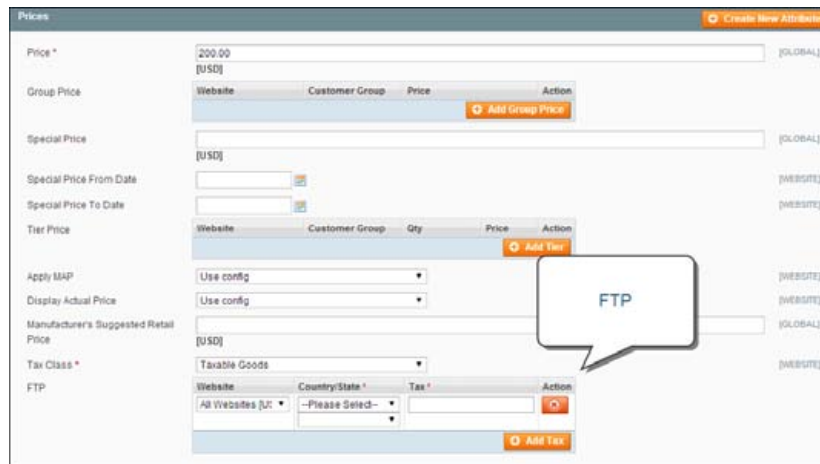 Prices
Create New Attribute
Price * 200.00 [GLOBAL]
[USD]
Group Price Website Customer Group Price Action
Add Group Price
Special Price [GLOBAL]
[USD]
Special Price From Date [WEBSITE]
Special Price To Date [WEBSITE]
Tier Price Website Customer Group Qty Price Action
Add Tier
Apply MAP Use config [WEBSITE]
Display Actual Price Use config [WEBSITE]
FTP
Manufacturer's Suggested Retail
Price [GLOBAL]
[USD]
Tax Class * Taxable Goods [WEBSITE]
FTP Website Country/State * Tax * Action
All Websites [US --Please Select--
Add Tax